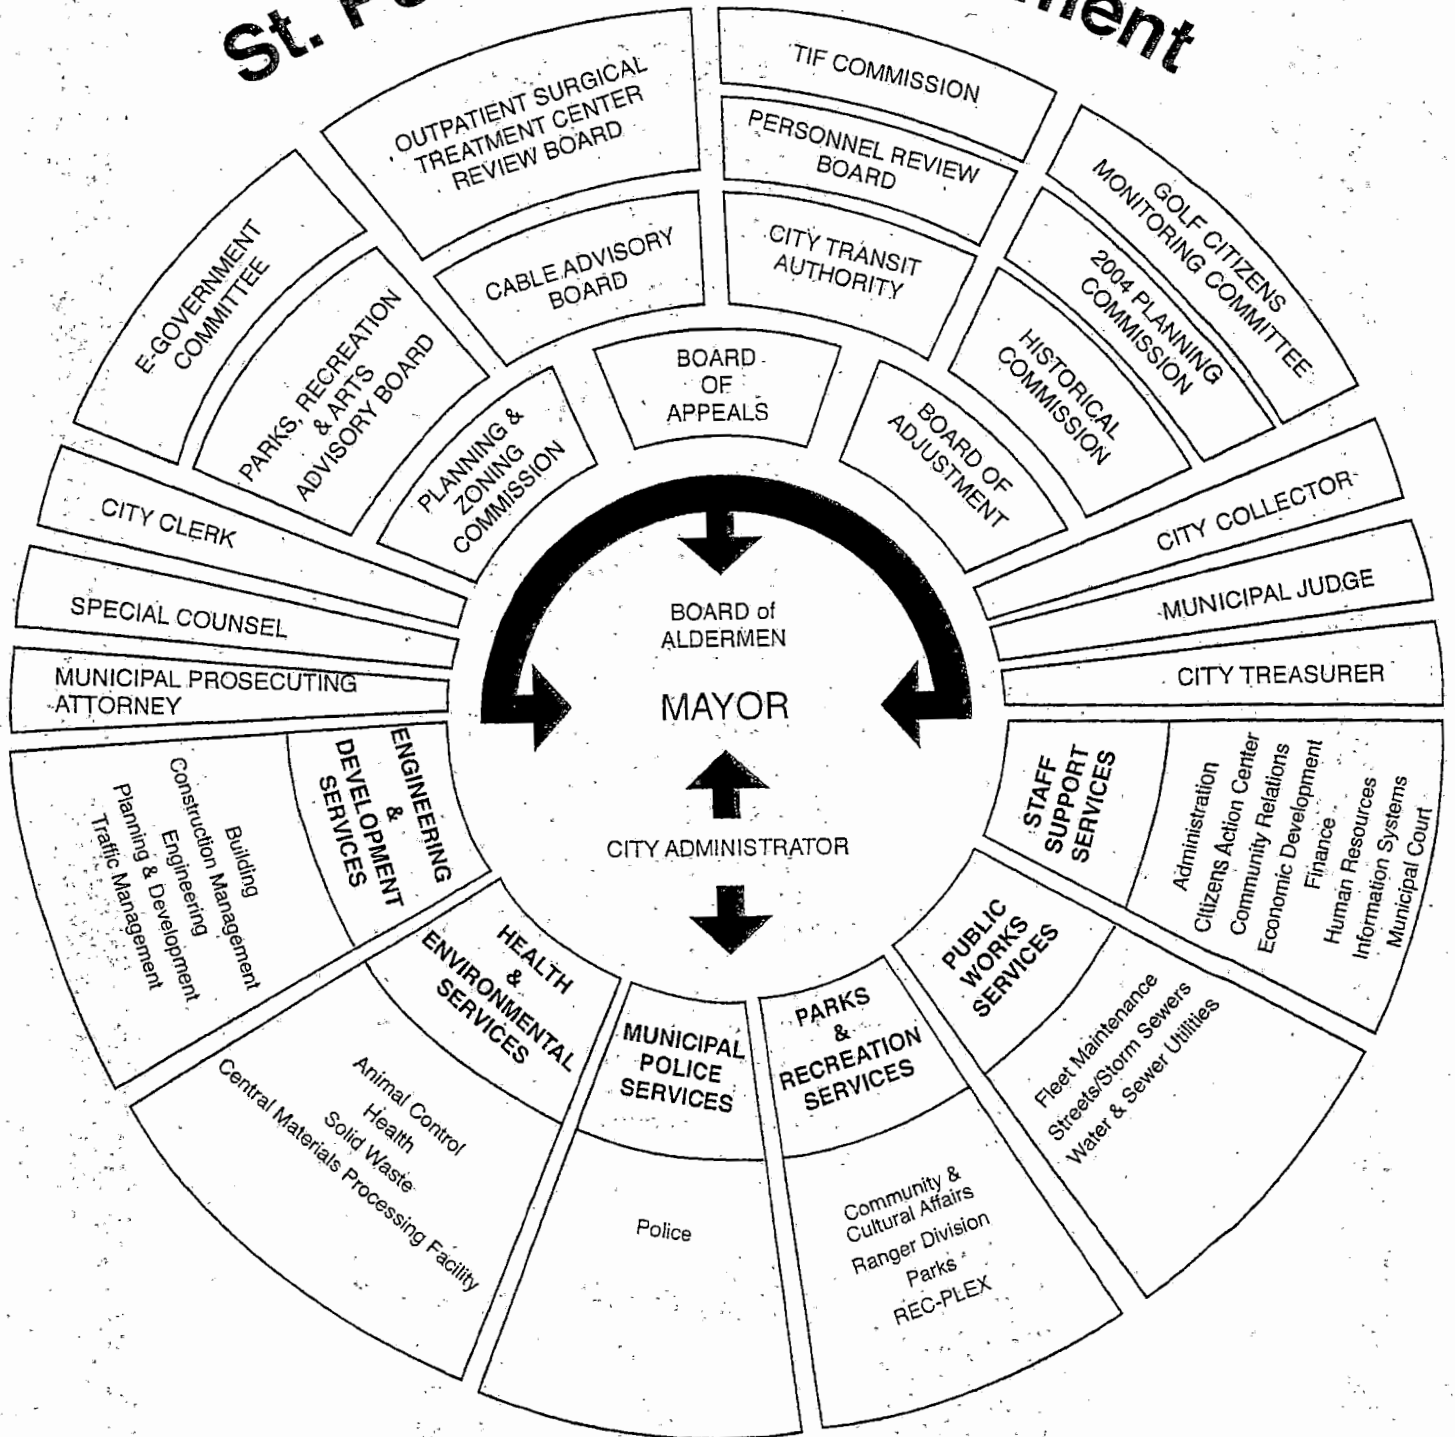 St.
OUTPATIENT SURGICAL
TREATMENT CENTER
REVIEW BOARD
TIF COMMISSION
PERSONNEL REVIEW
BOARD
GOLF CITIZENS
MONITORING COMMITTEE
E-GOVERNMENT
COMMITTEE
PARKS, RECREATION
& ARTS
ADVISORY BOARD
CABLE ADVISORY
BOARD
CITY TRANSIT
AUTHORITY
2004 PLANNING
COMMISSION
HISTORICAL
COMMISSION
PLANNING &
ZONING
COMMISSION
BOARD
OF
APPEALS
BOARD OF
ADJUSTMENT
CITY CLERK
SPECIAL COUNSEL
MUNICIPAL PROSECUTING
ATTORNEY
CITY COLLECTOR
MUNICIPAL JUDGE
CITY TREASURER
BOARD of
ALDERMEN
MAYOR
CITY ADMINISTRATOR
ENGINEERING
&
DEVELOPMENT
SERVICES
Building
Construction Management
Engineering
Planning & Development
Traffic Management
HEALTH
&
ENVIRONMENTAL
SERVICES
Animal Control
Health
Solid Waste
Central Materials Processing Facility
MUNICIPAL
POLICE
SERVICES
Police
PARKS
&
RECREATION
SERVICES
Community &
Cultural Affairs
Ranger Division
Parks
REC-PLEX
PUBLIC
WORKS
SERVICES
Fleet Maintenance
Streets/Storm Sewers
Water & Sewer Utilities
STAFF
SUPPORT
SERVICES
Administration
Citizens Action Center
Community Relations
Economic Development
Finance
Human Resources
Information Systems
Municipal Court